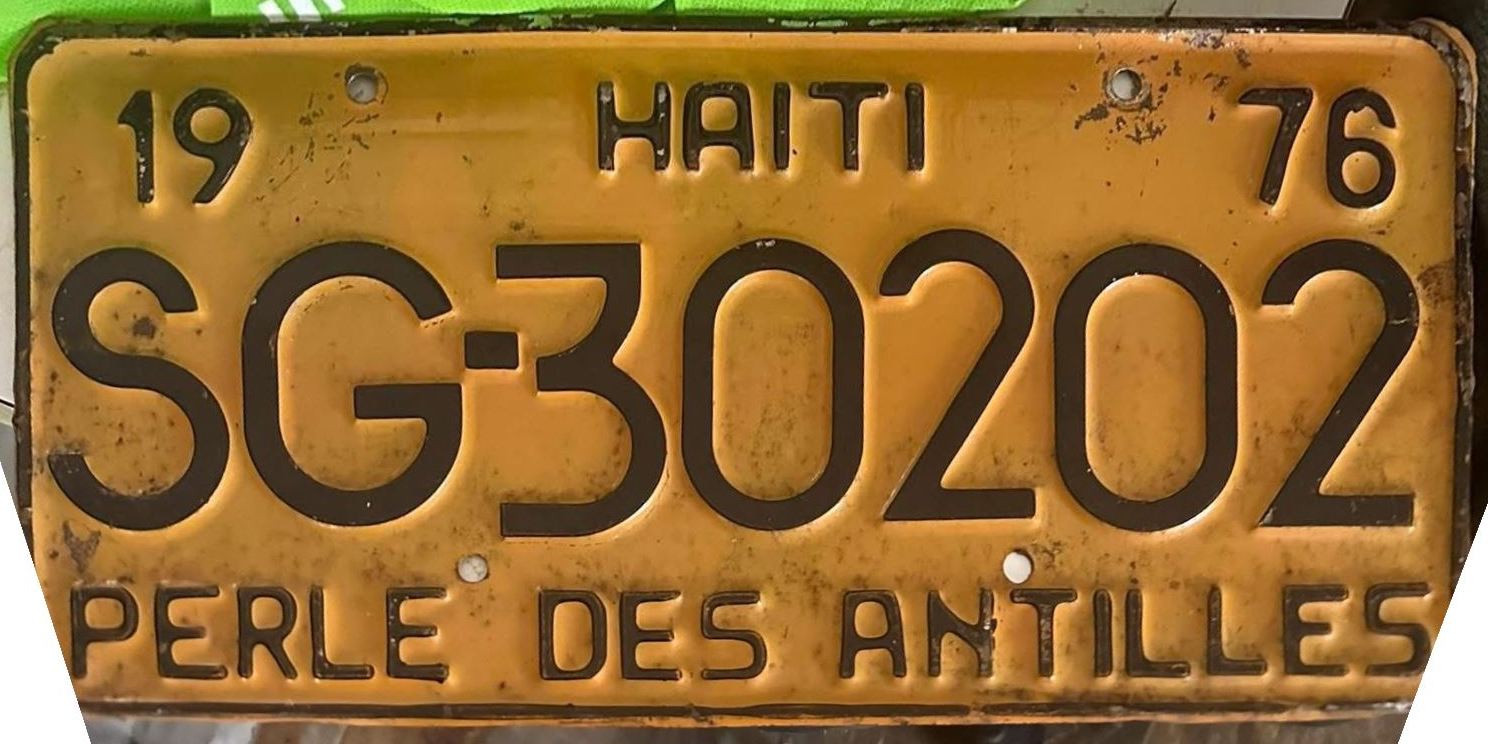 19 HAITI 76
SG-30202
PERLE DES ANTILLES